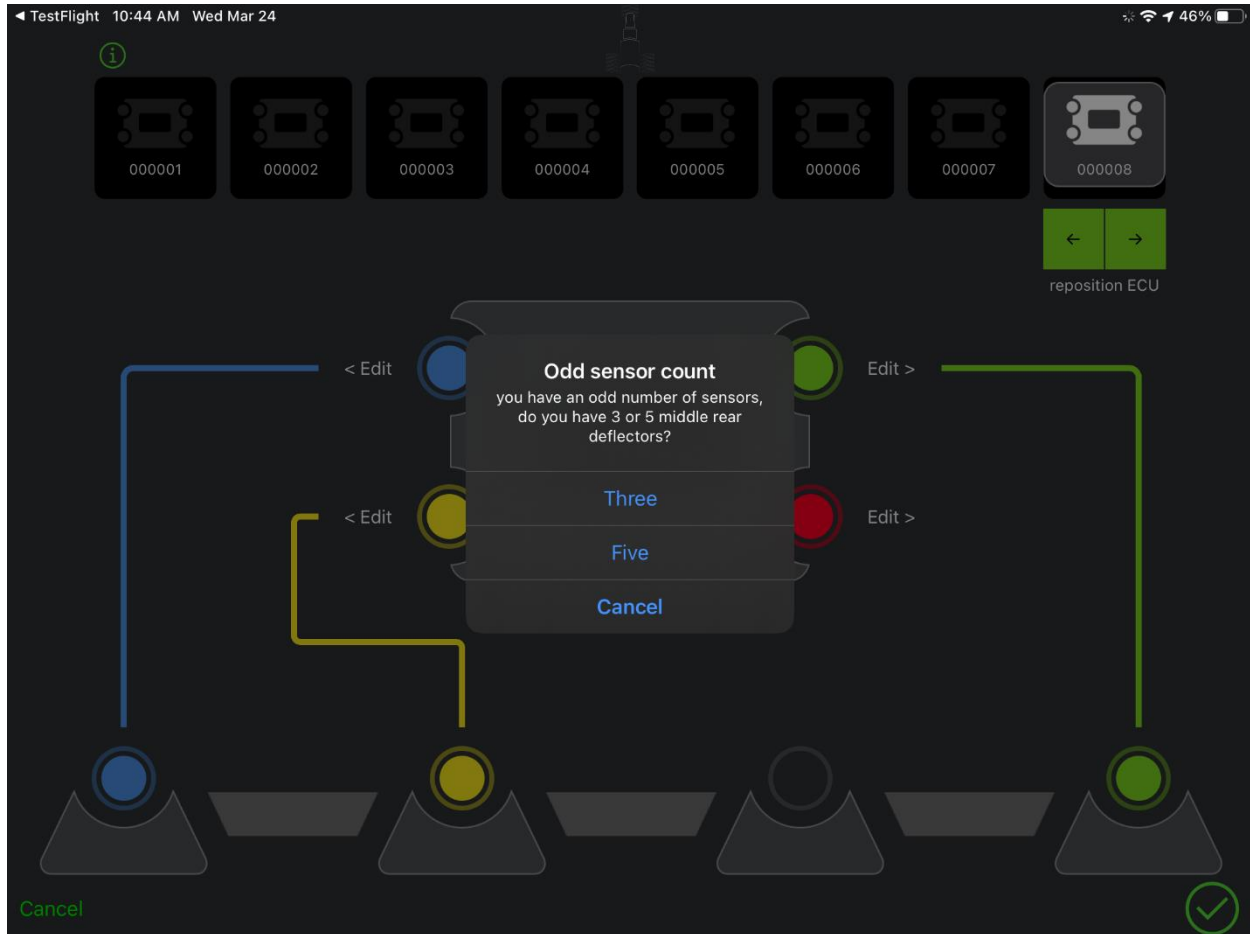 ◀ TestFlight 10:44 AM Wed Mar 24 46%
000001 000002 000003 000004 000005 000006 000007 000008
← →
reposition ECU
< Edit Edit >
Odd sensor count
you have an odd number of sensors,
do you have 3 or 5 middle rear
deflectors?
Three
< Edit Edit >
Five
Cancel
Cancel